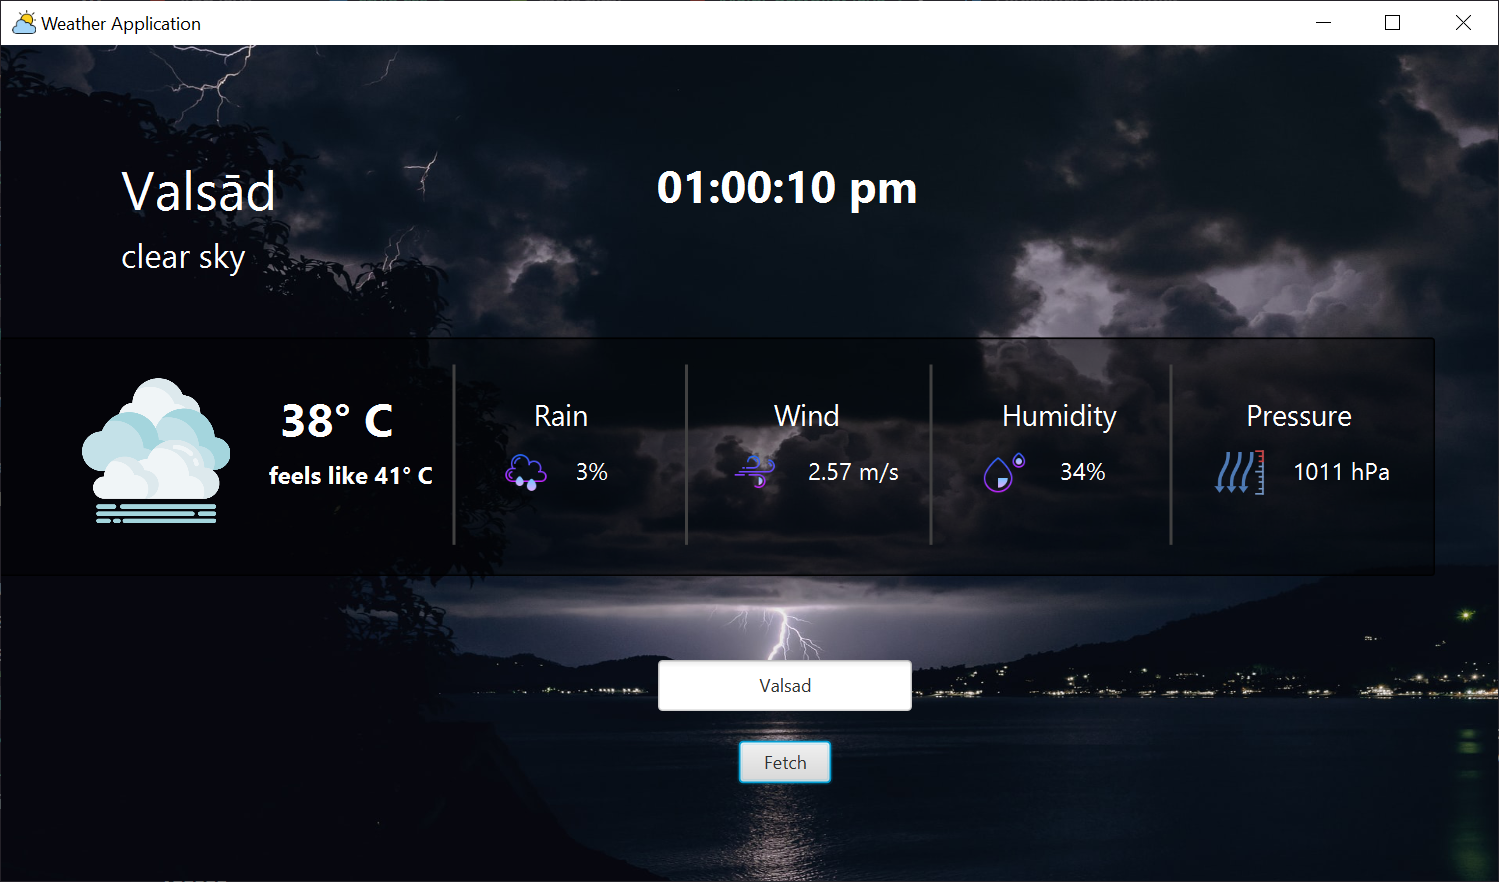 Weather Application
Valsād
01:00:10 pm
clear sky
38° C
feels like 41° C
Rain
3%
Wind
2.57 m/s
Humidity
34%
Pressure
1011 hPa
Valsad
Fetch